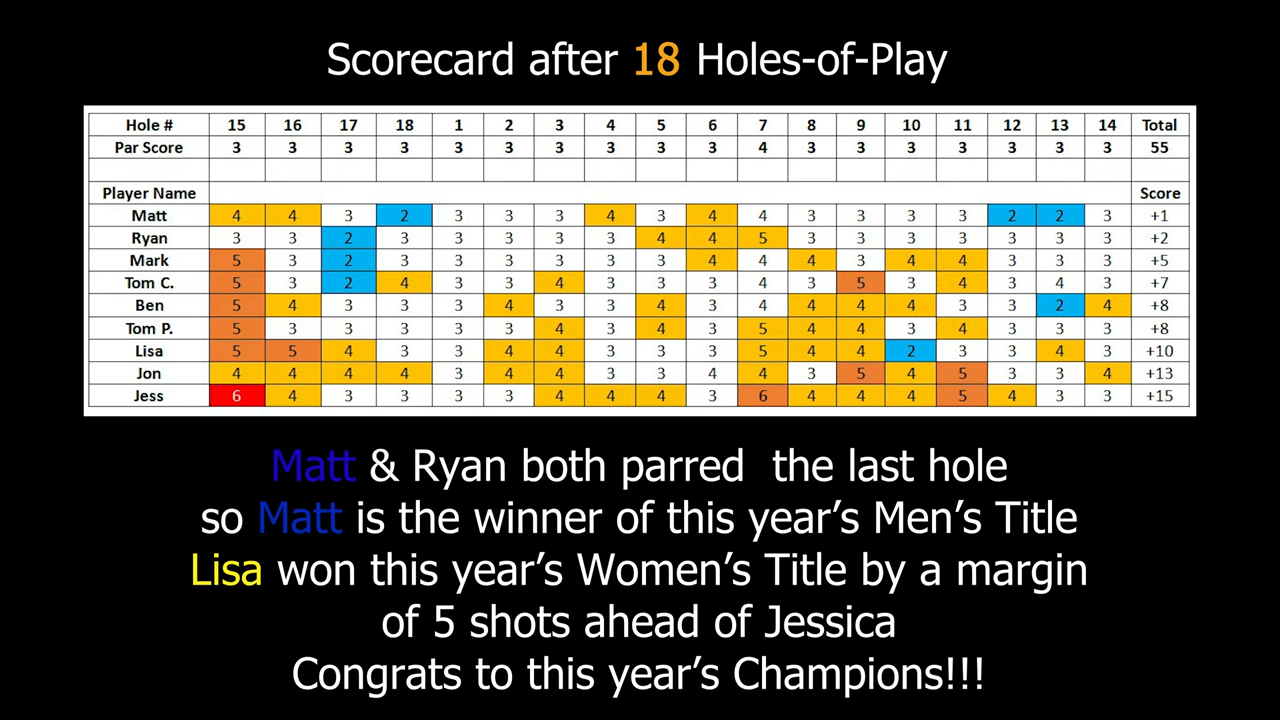 Scorecard after 18 Holes-of-Play
Hole # 15 16 17 18 1 2 3 4 5 6 7 8 9 10 11 12 13 14 Total
Par Score 3 3 3 3 3 3 3 3 3 3 4 3 3 3 3 3 3 3 55
Player Name Score
Matt 4 4 3 2 3 3 3 4 3 4 4 3 3 3 3 2 2 3 +1
Ryan 3 3 2 3 3 3 3 3 4 4 5 3 3 3 3 3 3 3 +2
Mark 5 3 2 3 3 3 3 3 3 4 4 4 3 4 4 3 3 3 +5
Tom C. 5 3 2 4 3 3 4 3 3 3 4 3 5 3 4 3 4 3 +7
Ben 5 4 3 3 3 4 3 3 4 3 4 4 4 4 3 3 2 4 +8
Tom P. 5 3 3 3 3 3 4 3 4 3 5 4 4 3 4 3 3 3 +8
Lisa 5 5 4 3 3 4 4 3 3 3 5 4 4 2 3 3 4 3 +10
Jon 4 4 4 4 3 4 4 3 3 4 4 3 5 4 5 3 3 4 +13
Jess 6 4 3 3 3 3 4 4 4 3 6 4 4 4 5 4 3 3 +15
Matt & Ryan both parred the last hole
so Matt is the winner of this year's Men's Title
Lisa won this year's Women's Title by a margin
of 5 shots ahead of Jessica
Congrats to this year's Champions!!!